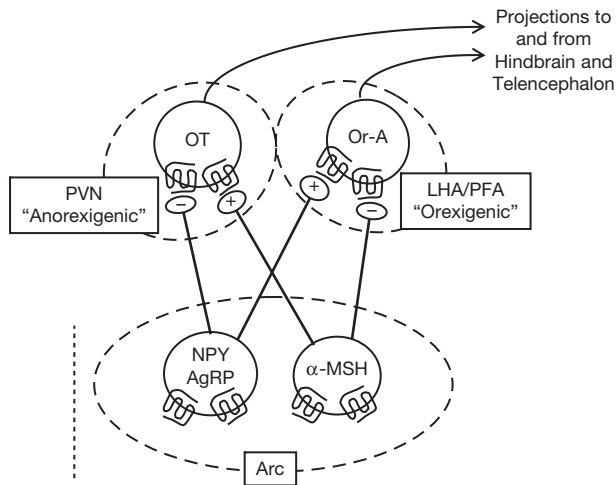 Projections to
and from
Hindbrain and
Telencephalon
OT
Or-A
PVN
“Anorexigenic”
LHA/PFA
“Orexigenic”
−
+
+
−
NPY
AgRP
α-MSH
Arc